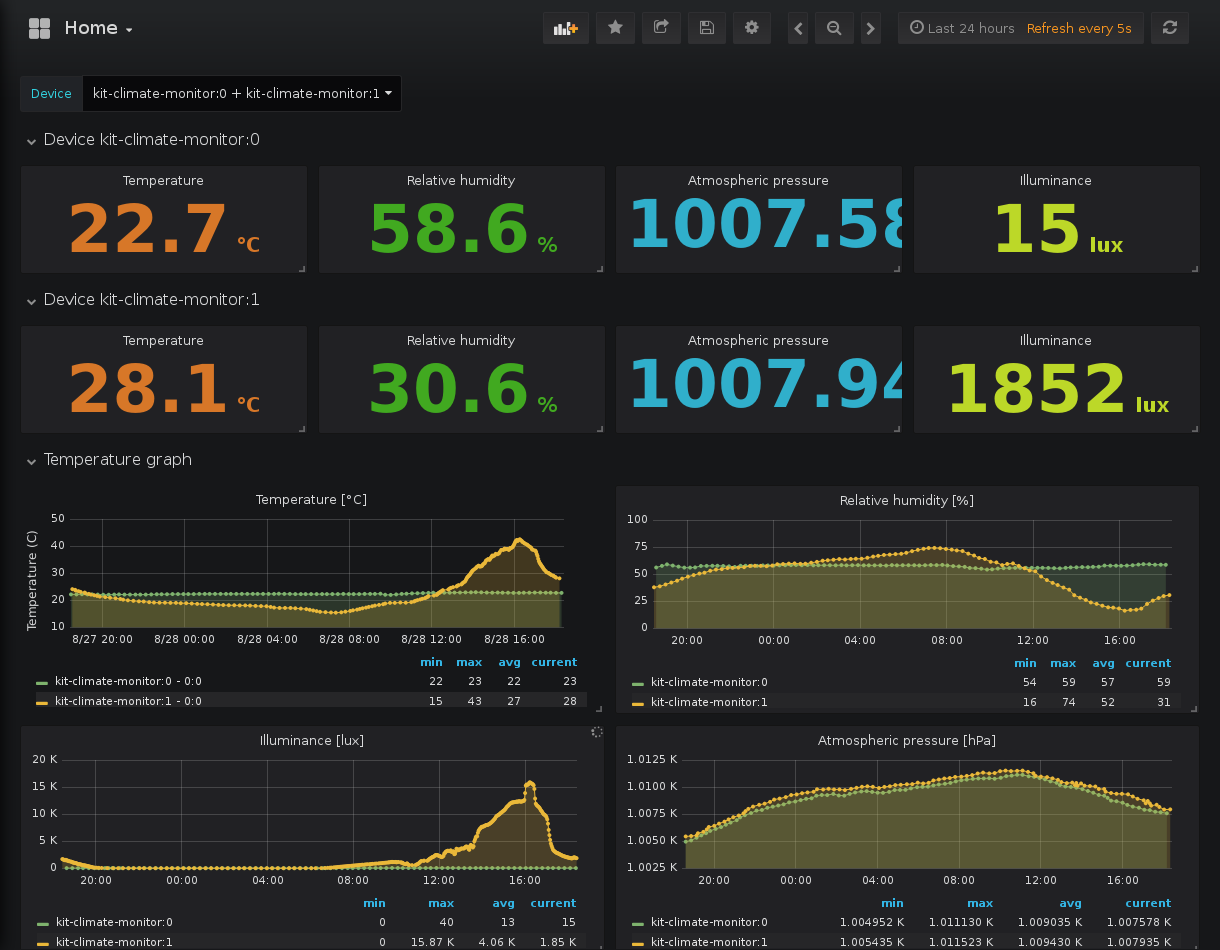 Home
Last 24 hours Refresh every 5s
Device kit-climate-monitor:0 + kit-climate-monitor:1
Device kit-climate-monitor:0
Temperature Relative humidity Atmospheric pressure Illuminance
22.7 °C 58.6 % 1007.58 15 lux
Device kit-climate-monitor:1
Temperature Relative humidity Atmospheric pressure Illuminance
28.1 °C 30.6 % 1007.94 1852 lux
Temperature graph
Temperature [°C]
Temperature (C)
50
40
30
20
10
8/27 20:00 8/28 00:00 8/28 04:00 8/28 08:00 8/28 12:00 8/28 16:00
min max avg current
kit-climate-monitor:0 - 0:0 22 23 22 23
kit-climate-monitor:1 - 0:0 15 43 27 28
Relative humidity [%]
100
75
50
25
0
20:00 00:00 04:00 08:00 12:00 16:00
min max avg current
kit-climate-monitor:0 54 59 57 59
kit-climate-monitor:1 16 74 52 31
Illuminance [lux]
20 K
15 K
10 K
5 K
0
20:00 00:00 04:00 08:00 12:00 16:00
min max avg current
kit-climate-monitor:0 0 40 13 15
kit-climate-monitor:1 0 15.87 K 4.06 K 1.85 K
Atmospheric pressure [hPa]
1.0125 K
1.0100 K
1.0075 K
1.0050 K
1.0025 K
20:00 00:00 04:00 08:00 12:00 16:00
min max avg current
kit-climate-monitor:0 1.004952 K 1.011130 K 1.009035 K 1.007578 K
kit-climate-monitor:1 1.005435 K 1.011523 K 1.009430 K 1.007935 K